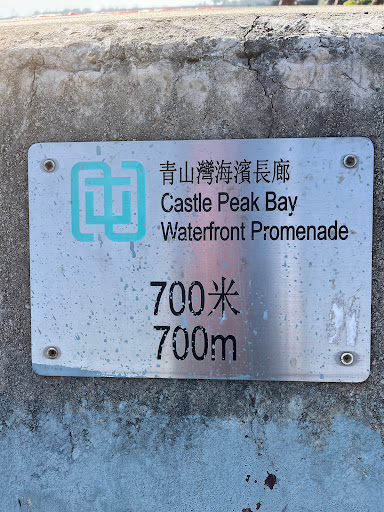 青山灣海濱長廊
Castle Peak Bay
Waterfront Promenade
700米
700m